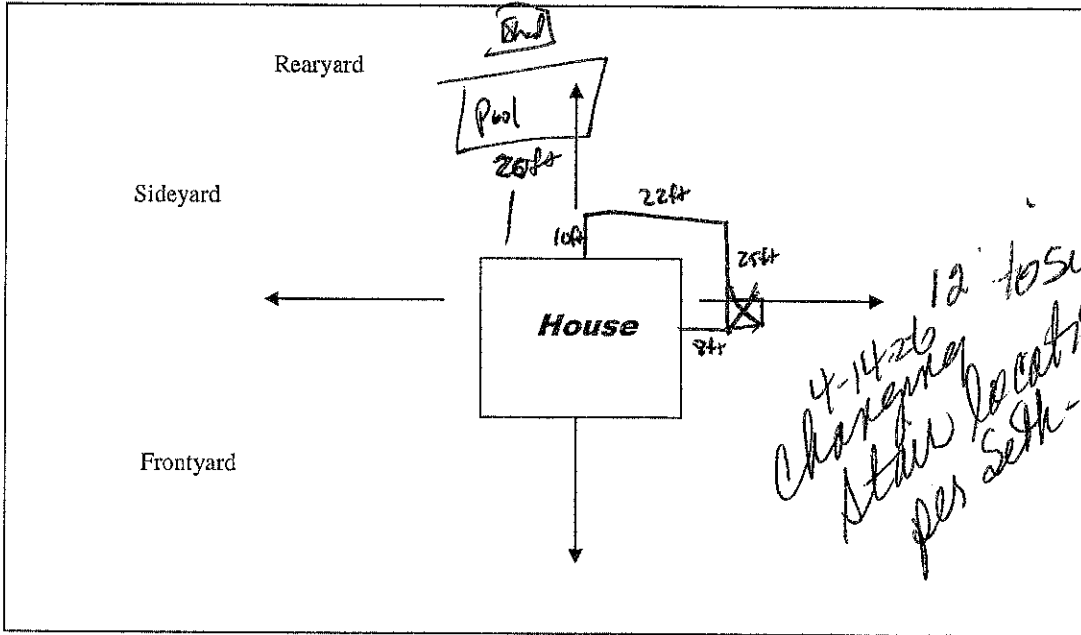 Shed
Rearyard
Pool
20ft
Sideyard
22ft
10ft
25ft
House
8ft
12' to
4-14-26
Changing
stair
per Seth-
Frontyard